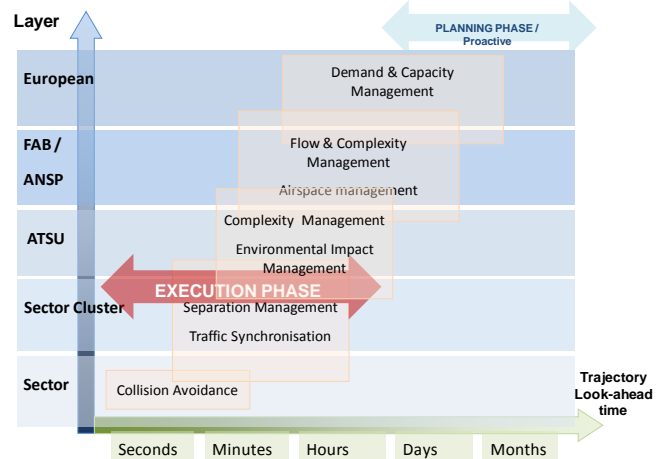 Layer
PLANNING PHASE /
Proactive
European
Demand & Capacity
Management
FAB /
ANSP
Flow & Complexity
Management
Airspace management
ATSU
Complexity Management
Environmental Impact
Management
EXECUTION PHASE
Sector Cluster
Separation Management
Traffic Synchronisation
Sector
Collision Avoidance
Trajectory
Look-ahead
time
Seconds
Minutes
Hours
Days
Months